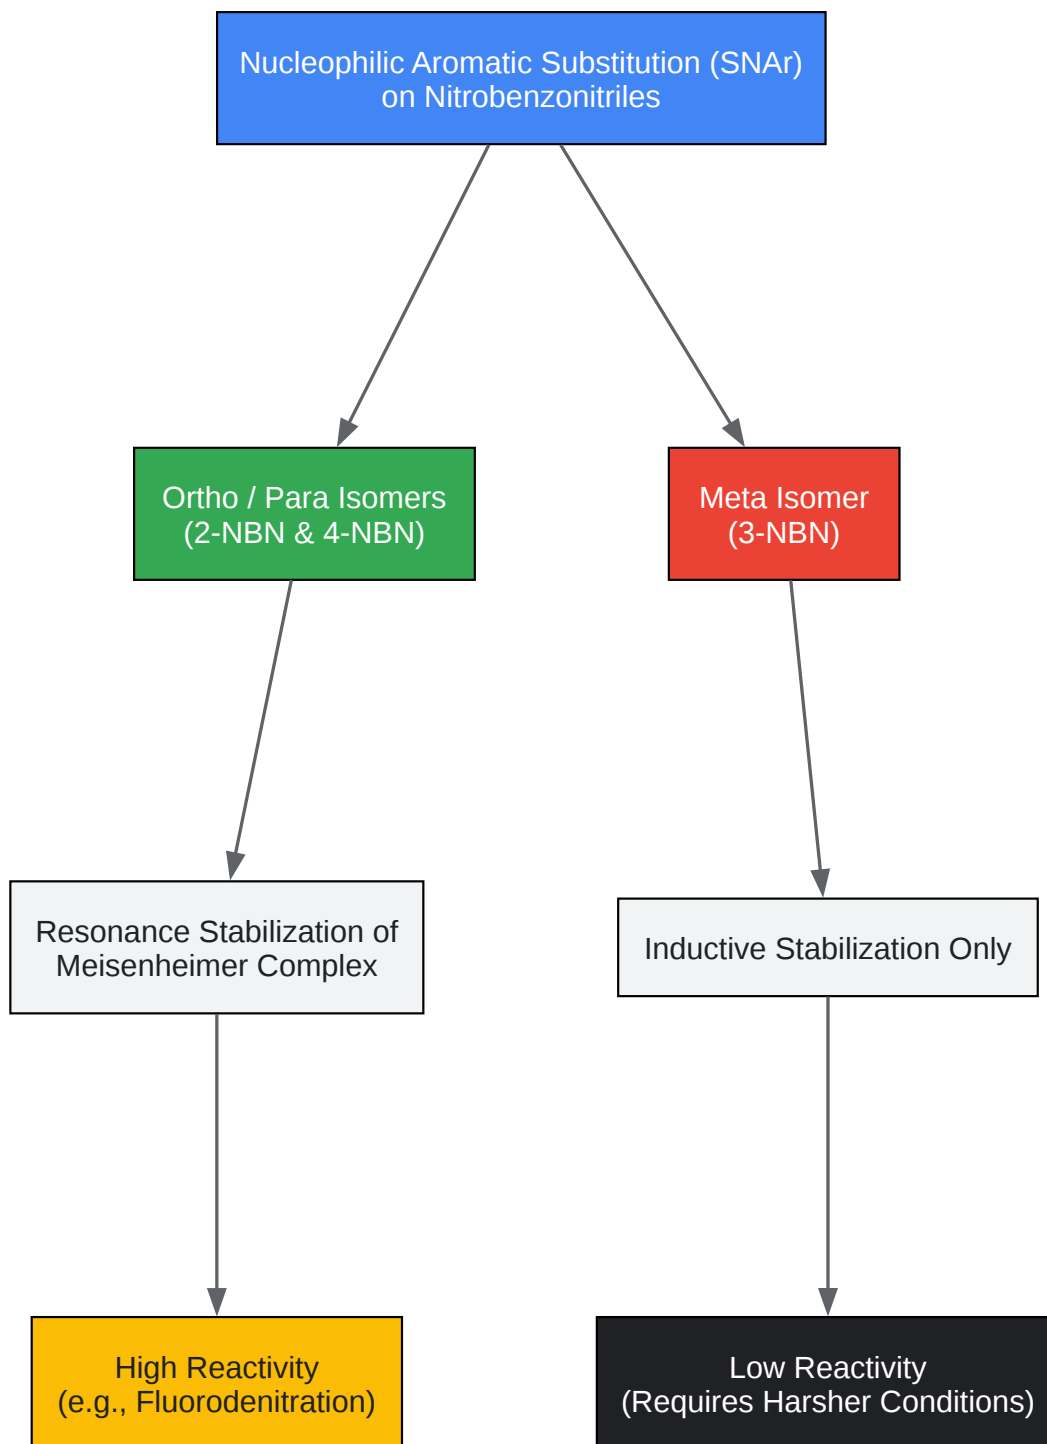 Nucleophilic Aromatic Substitution (SNAr)
on Nitrobenzonitriles
Ortho / Para Isomers
(2-NBN & 4-NBN)
Meta Isomer
(3-NBN)
Resonance Stabilization of
Meisenheimer Complex
Inductive Stabilization Only
High Reactivity
(e.g., Fluorodenitration)
Low Reactivity
(Requires Harsher Conditions)